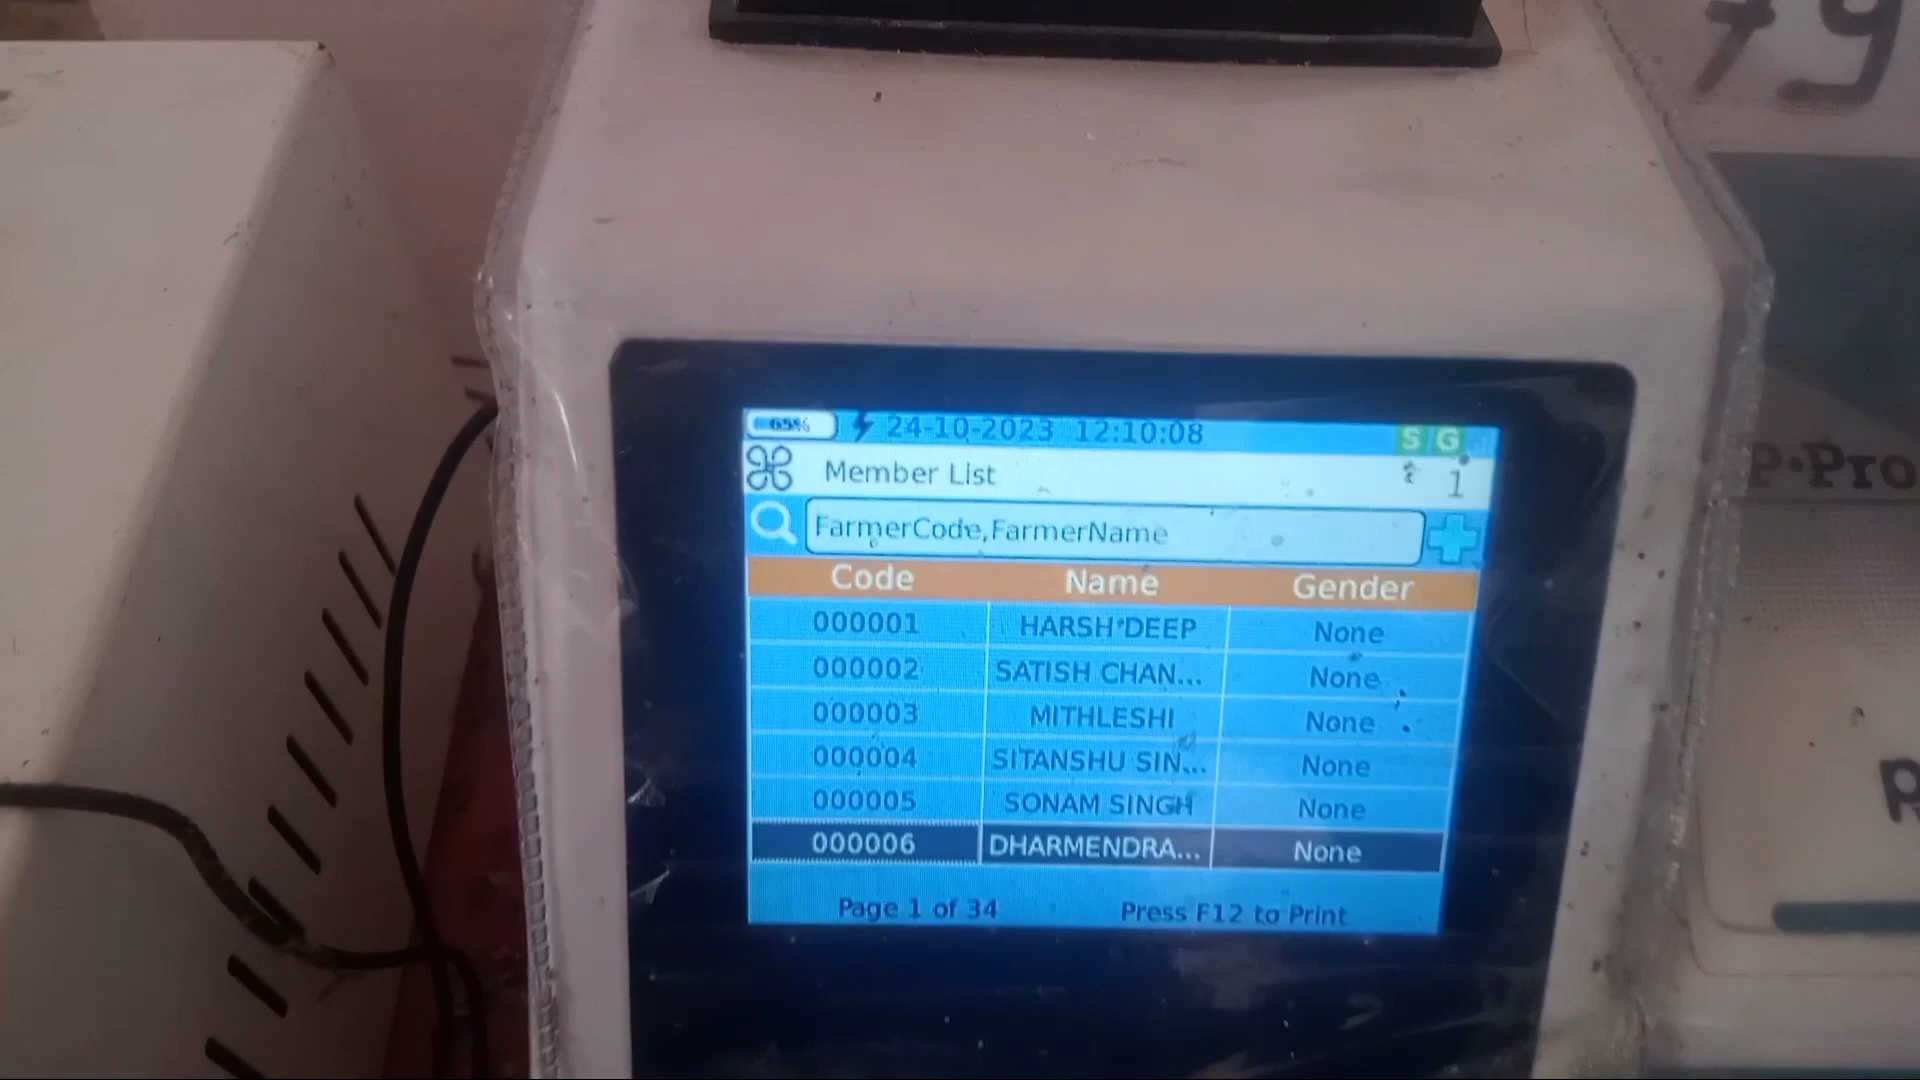 79
65% 24-10-2023 12:10:08 S G
Member List 1
FarmerCode,FarmerName
Code Name Gender
000001 HARSH DEEP None
000002 SATISH CHAN... None
000003 MITHLESHI None
000004 SITANSHU SIN... None
000005 SONAM SINGH None
000006 DHARMENDRA... None
Page 1 of 34 Press F12 to Print
P-Pro